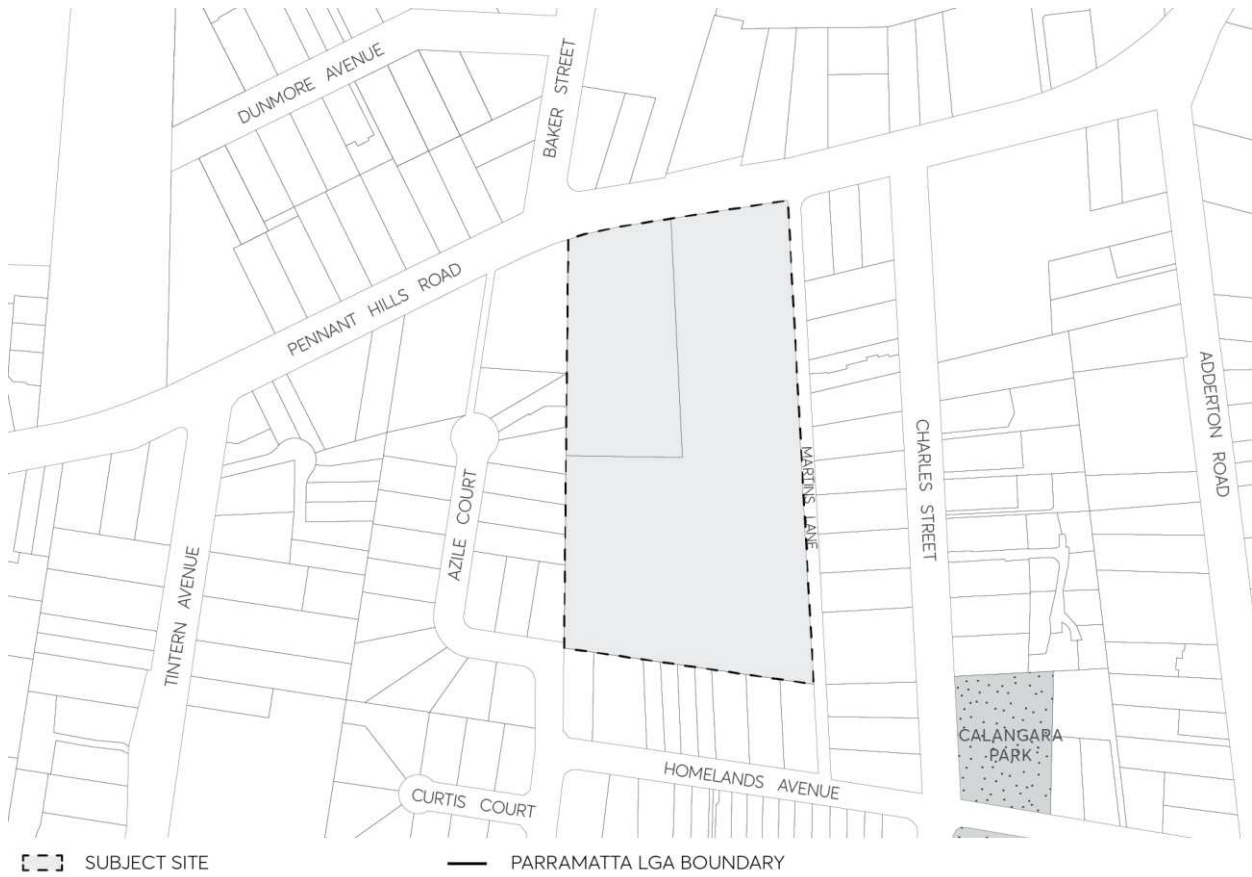 DUNMORE AVENUE
BAKER STREET
PENNANT HILLS ROAD
ADDERTON ROAD
CHARLES STREET
MARTINS LANE
AZILE COURT
TINTERN AVENUE
CALANGARA
PARK
HOMELANDS AVENUE
CURTIS COURT
SUBJECT SITE
PARRAMATTA LGA BOUNDARY